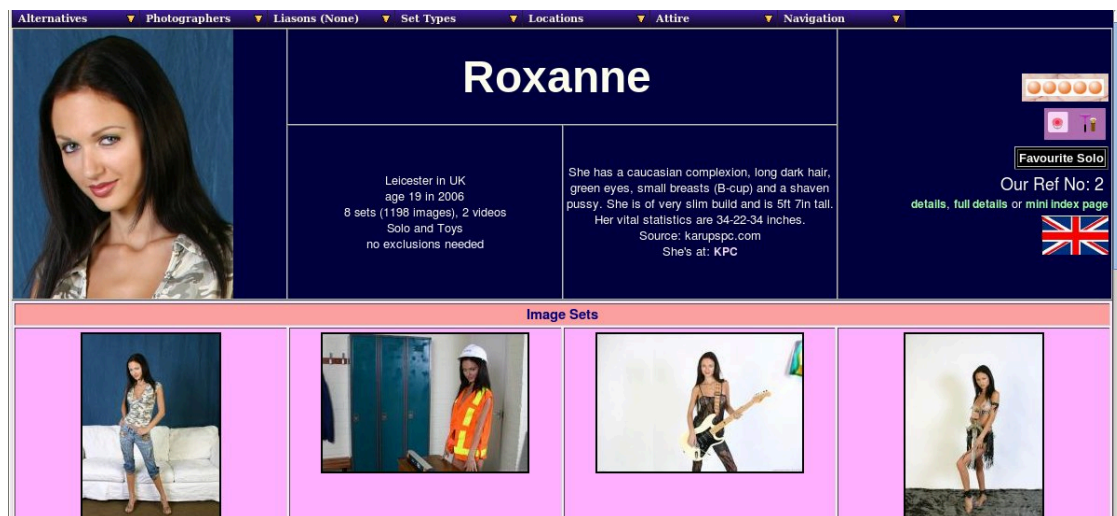 Alternatives
Photographers
Liasons (None)
Set Types
Locations
Attire
Navigation
Roxanne
Leicester in UK
age 19 in 2006
8 sets (1198 images), 2 videos
Solo and Toys
no exclusions needed
She has a caucasian complexion, long dark hair,
green eyes, small breasts (B-cup) and a shaven
pussy. She is of very slim build and is 5ft 7in tall.
Her vital statistics are 34-22-34 inches.
Source: karupspc.com
She's at: KPC
Favourite Solo
Our Ref No: 2
details, full details or mini index page
Image Sets